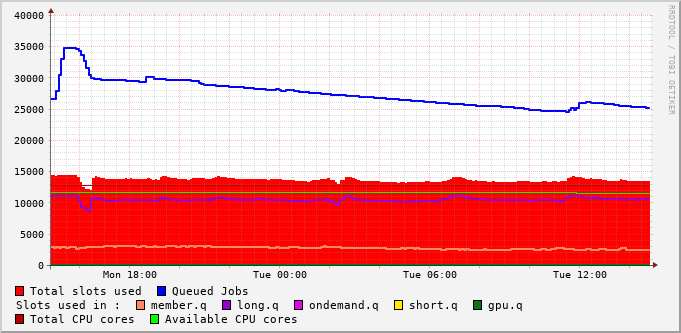 RRDTOOL / TOBI OETIKER
40000
35000
30000
25000
20000
15000
10000
5000
0
Mon 18:00 Tue 00:00 Tue 06:00 Tue 12:00
Total slots used Queued Jobs
Slots used in : member.q long.q ondemand.q short.q gpu.q
Total CPU cores Available CPU cores